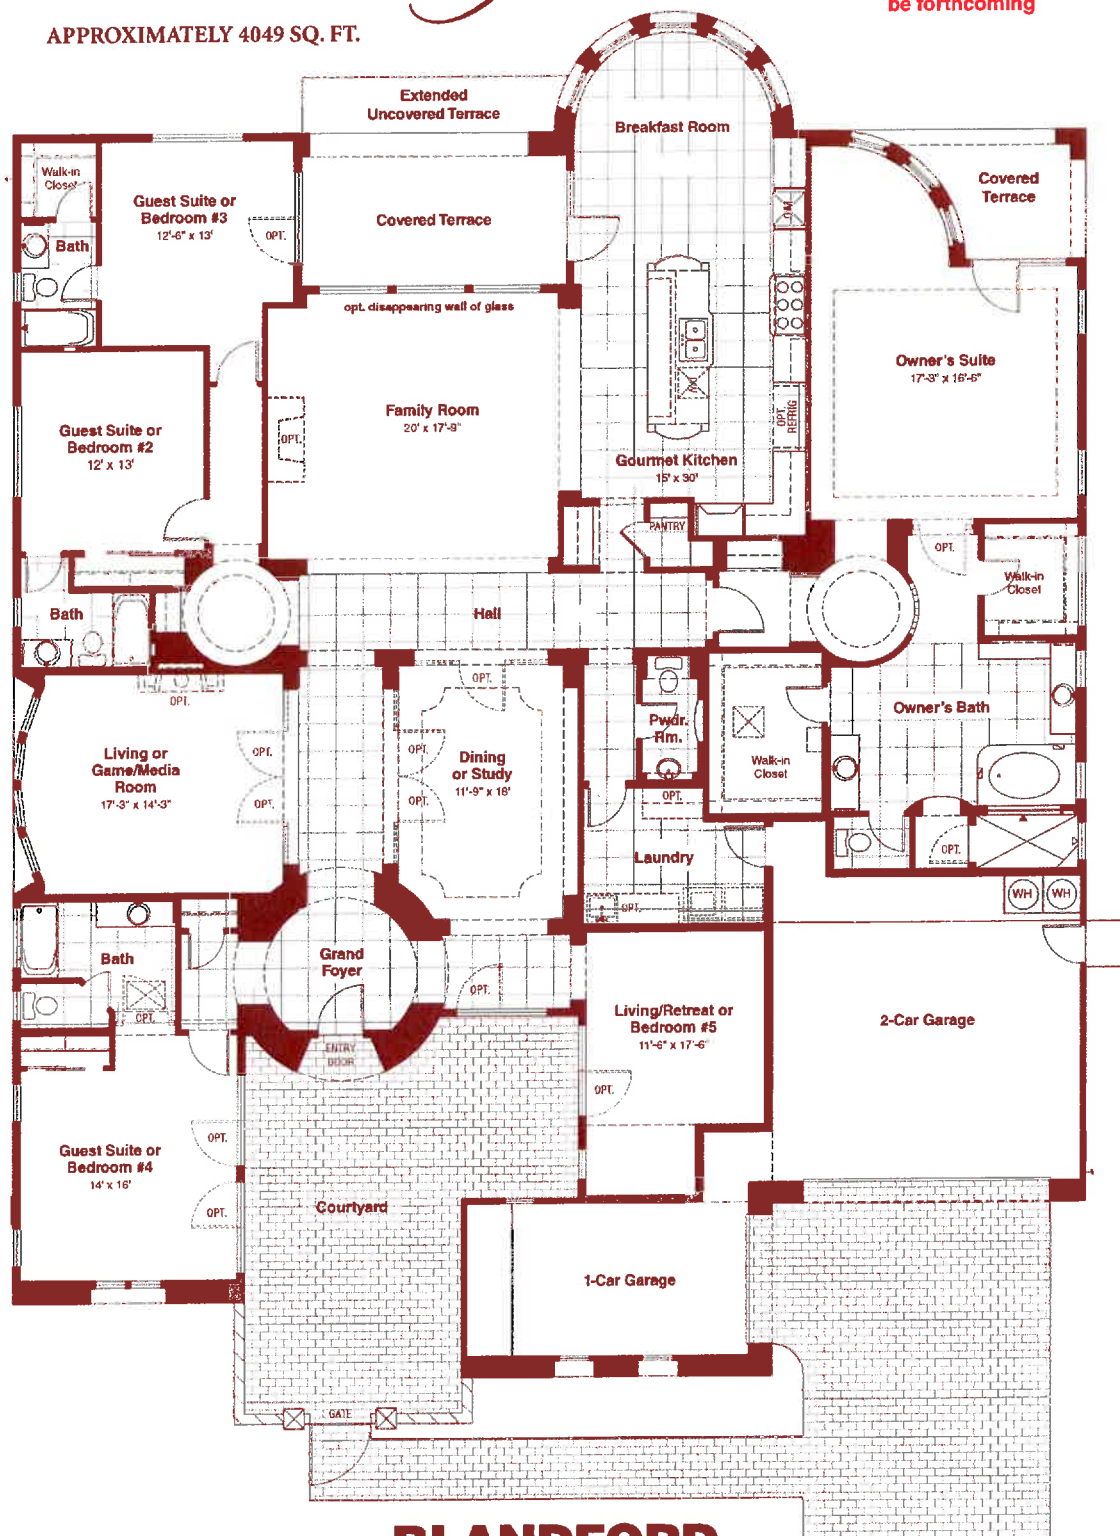 be forthcoming
APPROXIMATELY 4049 SQ. FT.
Extended
Uncovered Terrace
Breakfast Room
Walk-in
Closet
Guest Suite or
Bedroom #3
12'-6" x 13'
OPT.
Bath
Covered Terrace
Covered
Terrace
opt. disappearing wall of glass
Owner's Suite
17'-3" x 16'-6"
Family Room
20' x 17'-9"
OPT.
OPT.
REFRIG
Guest Suite or
Bedroom #2
12' x 13'
Gourmet Kitchen
15' x 30'
PANTRY
OPT.
Walk-in
Closet
Bath
Hall
OPT.
OPT.
Owner's Bath
Pwdr.
Rm.
Living or
Game/Media
Room
17'-3" x 14'-3"
OPT.
OPT.
OPT.
OPT.
Dining
or Study
11'-9" x 16'
Walk-in
Closet
OPT.
Laundry
OPT.
OPT.
WH
WH
Bath
OPT.
Grand
Foyer
OPT.
ENTRY
DOOR
Living/Retreat or
Bedroom #5
11'-6" x 17'-6"
OPT.
2-Car Garage
Guest Suite or
Bedroom #4
14' x 16'
OPT.
OPT.
Courtyard
1-Car Garage
GATE
BLANDFORD